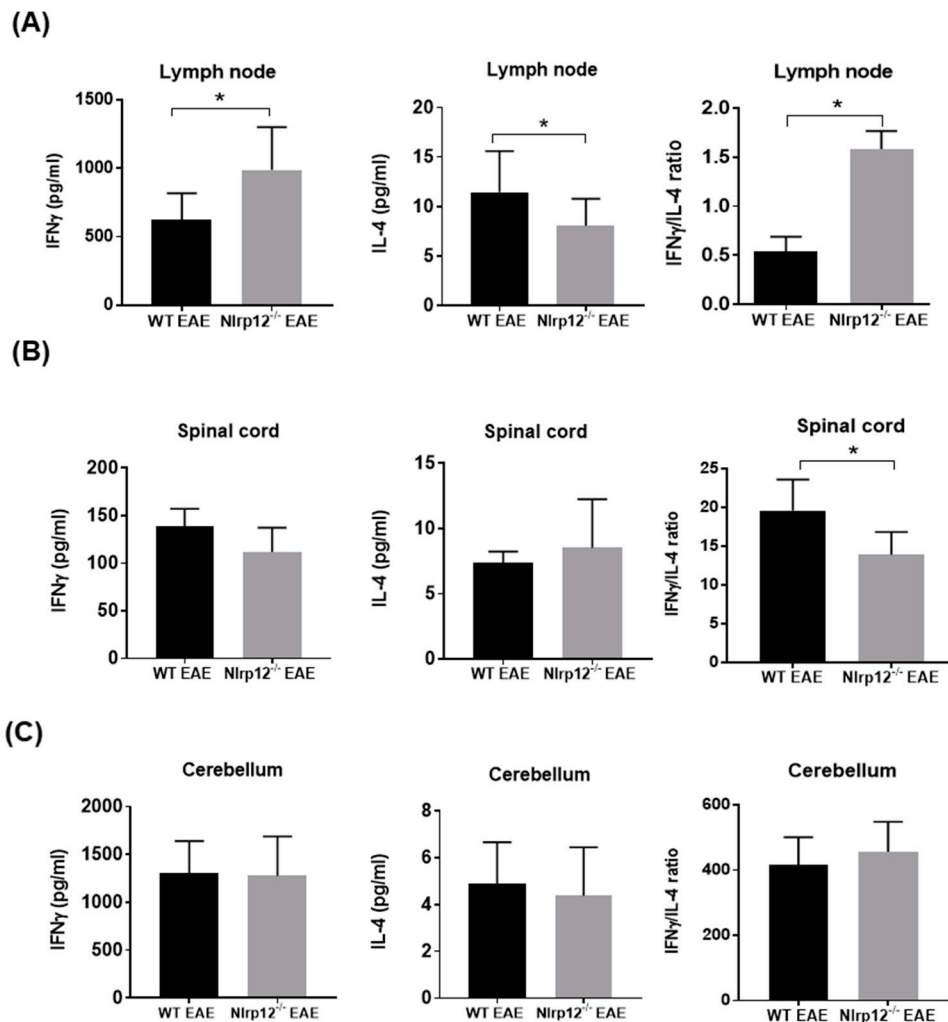 (A)
Lymph node
IFNγ (pg/ml)
1500
1000
500
0
*
WT EAE Nlrp12-/- EAE
Lymph node
IL-4 (pg/ml)
20
15
10
5
0
*
WT EAE Nlrp12-/- EAE
Lymph node
IFNγ/IL-4 ratio
2.0
1.5
1.0
0.5
0.0
*
WT EAE Nlrp12-/- EAE
(B)
Spinal cord
IFNγ (pg/ml)
200
150
100
50
0
WT EAE Nlrp12-/- EAE
Spinal cord
IL-4 (pg/ml)
15
10
5
0
WT EAE Nlrp12-/- EAE
Spinal cord
IFNγ/IL-4 ratio
25
20
15
10
5
0
*
WT EAE Nlrp12-/- EAE
(C)
Cerebellum
IFNγ (pg/ml)
2000
1500
1000
500
0
WT EAE Nlrp12-/- EAE
Cerebellum
IL-4 (pg/ml)
8
6
4
2
0
WT EAE Nlrp12-/- EAE
Cerebellum
IFNγ/IL-4 ratio
600
400
200
0
WT EAE Nlrp12-/- EAE